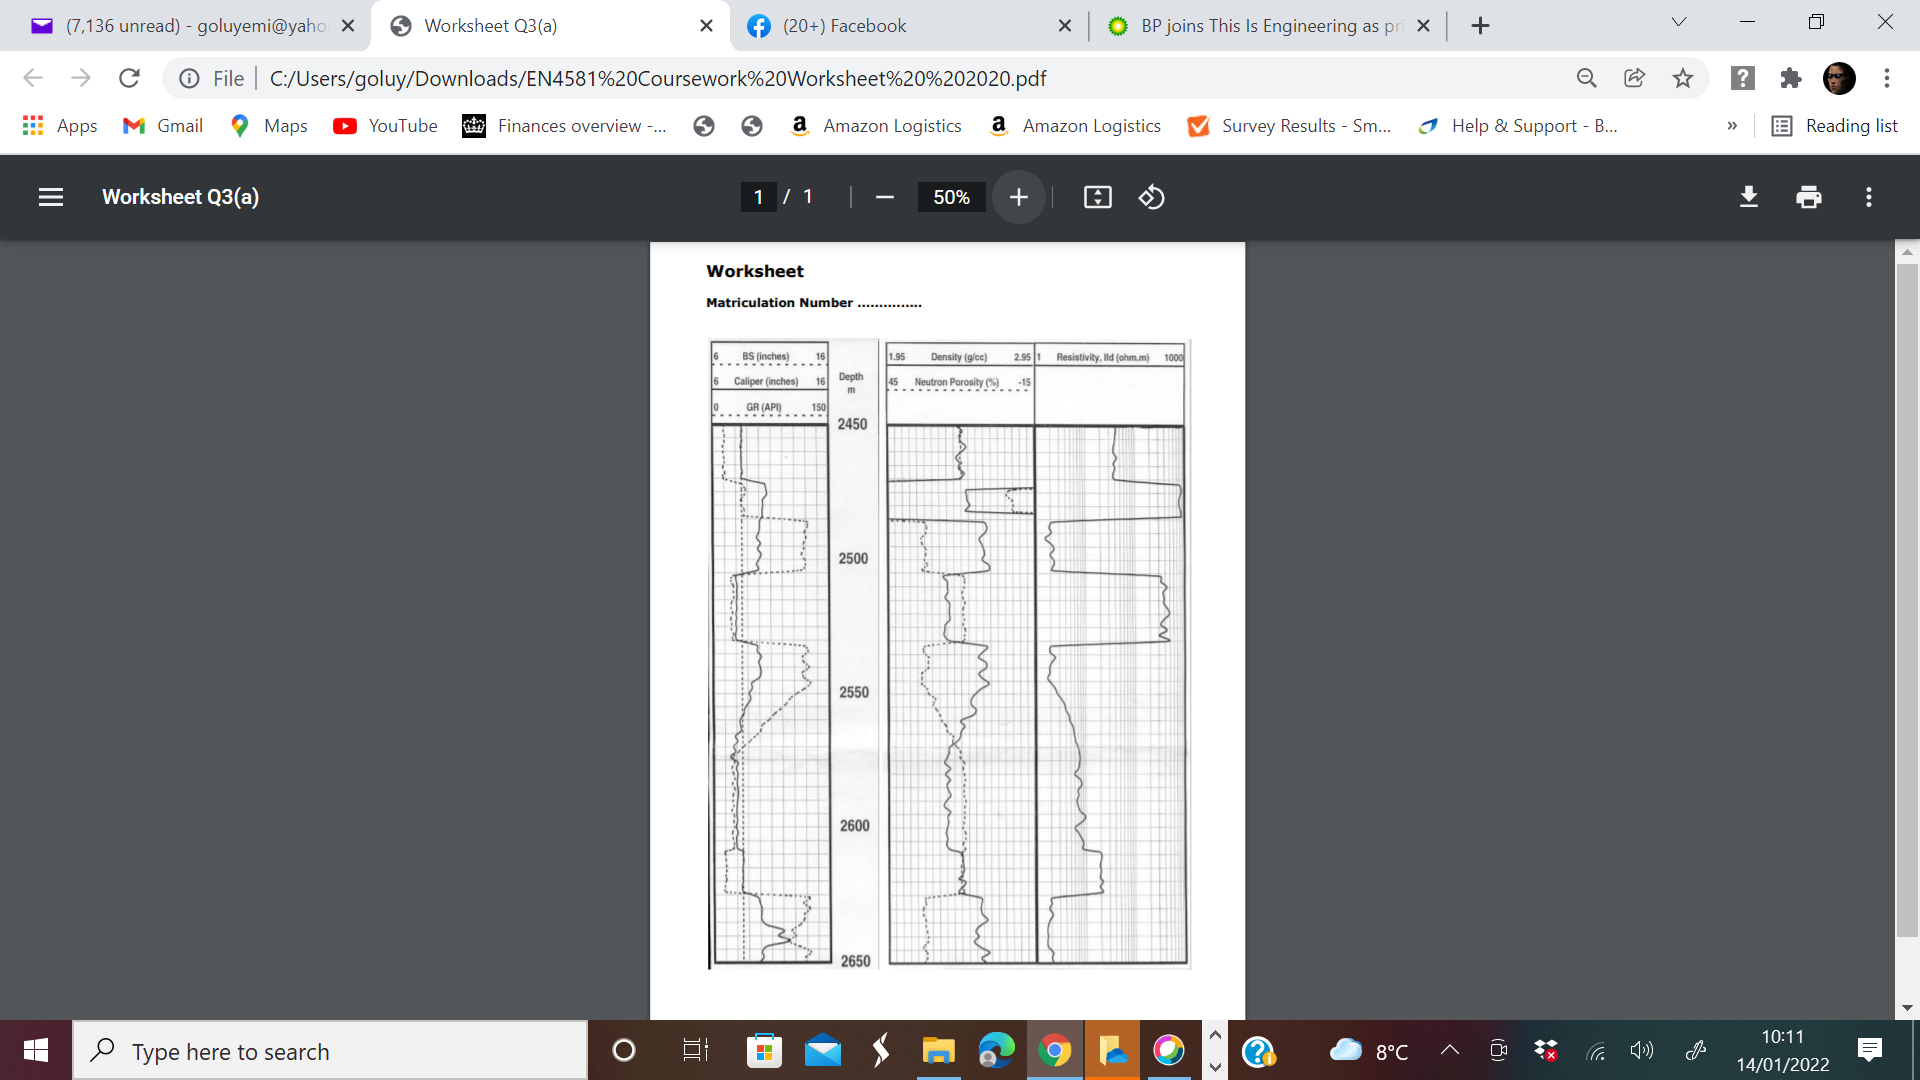 (7,136 unread) - goluyemi@yaho
Worksheet Q3(a)
(20+) Facebook
BP joins This Is Engineering as pri
File
C:/Users/goluy/Downloads/EN4581%20Coursework%20Worksheet%20%202020.pdf
Apps
Gmail
Maps
YouTube
Finances overview -...
Amazon Logistics
Amazon Logistics
Survey Results - Sm...
Help & Support - B...
»
Reading list
Worksheet Q3(a)
1 / 1
50%
Worksheet
Matriculation Number ...............
6 BS (inches) 16
6 Caliper (inches) 16
0 GR (API) 150
Depth
m
1.95 Density (g/cc) 2.95
45 Neutron Porosity (%) -15
1 Resistivity, lld (ohm.m) 1000
2450
2500
2550
2600
2650
Type here to search
8°C
10:11
14/01/2022